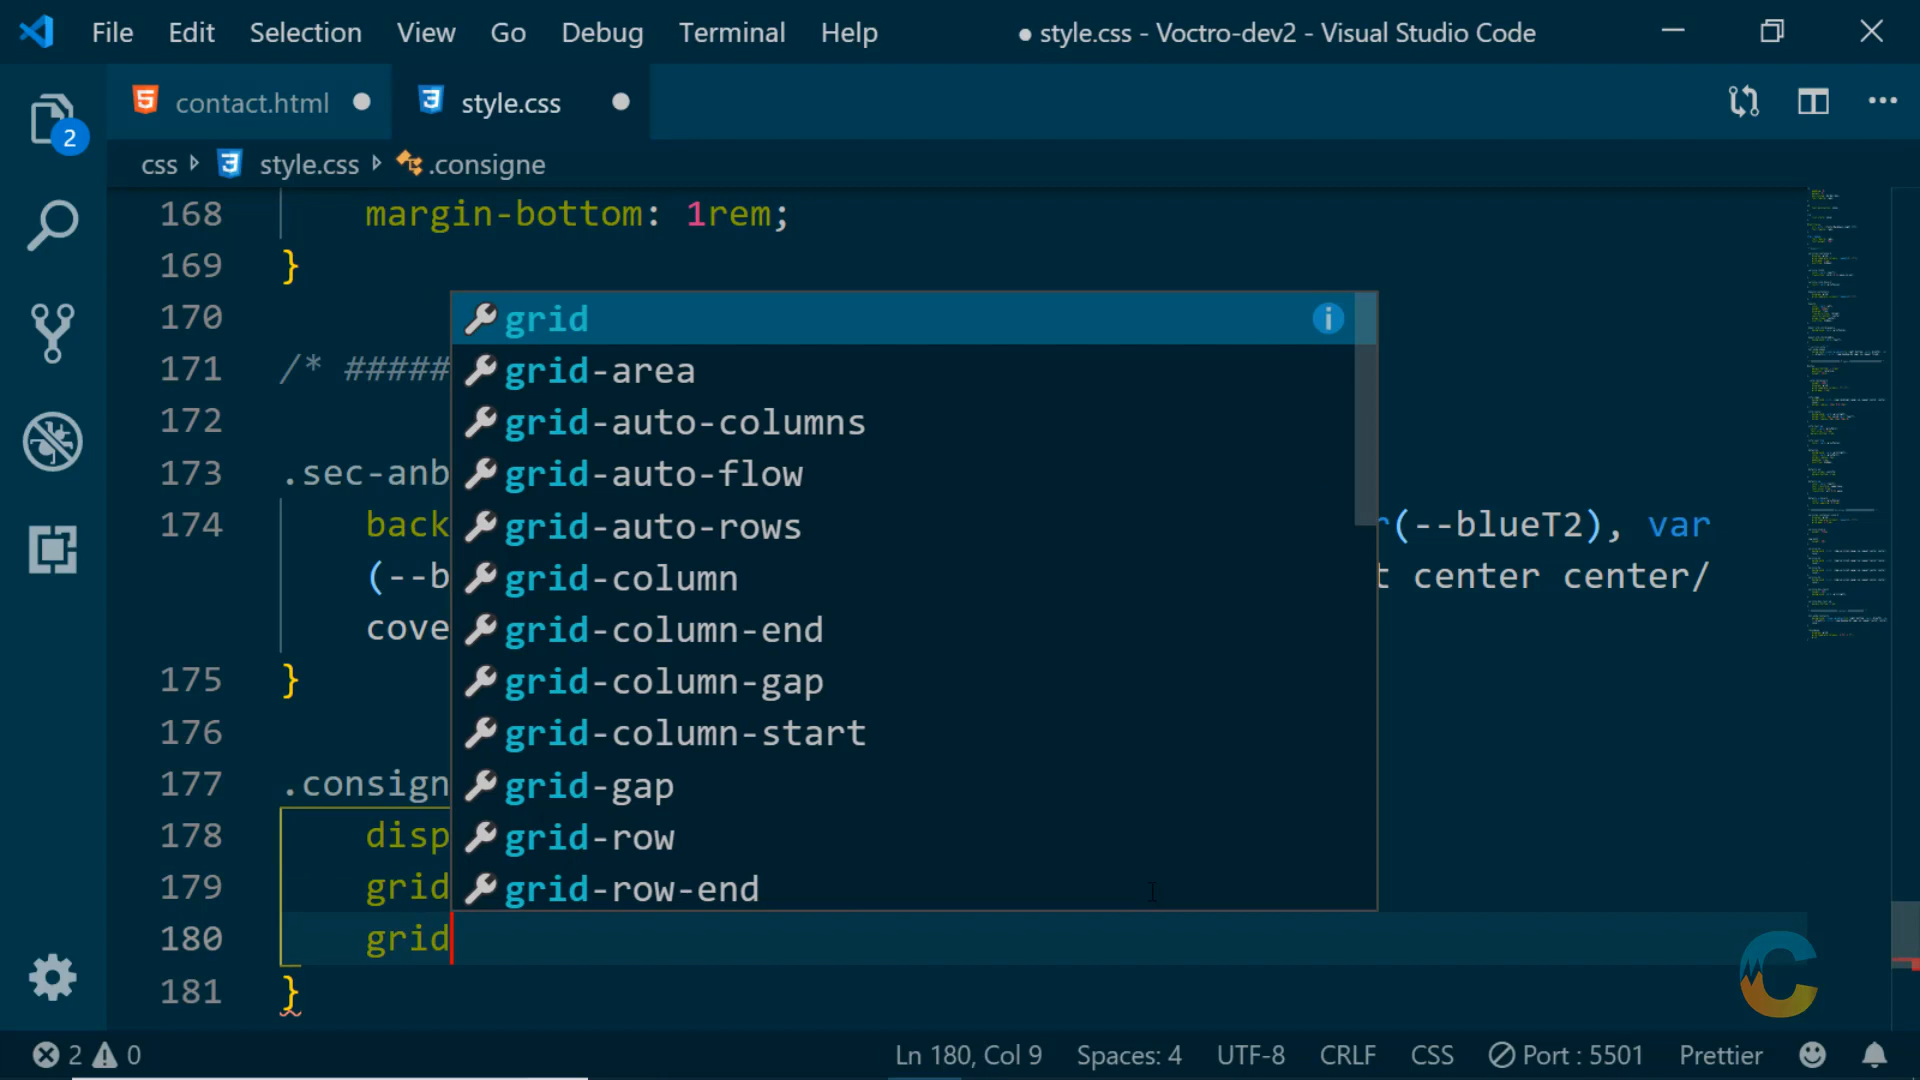 File Edit Selection View Go Debug Terminal Help ● style.css - Voctro-dev2 - Visual Studio Code
contact.html style.css
2
css style.css .consigne
168 margin-bottom: 1rem;
169 }
170 grid
171 /* #####
grid-area
172 grid-auto-columns
173 .sec-anb grid-auto-flow
174 back grid-auto-rows (--blueT2), var
(--b grid-column t center center/
cove grid-column-end
175 } grid-column-gap
176 grid-column-start
177 .consign grid-gap
178 disp grid-row
179 grid grid-row-end
180 grid
181 }
2 0 Ln 180, Col 9 Spaces: 4 UTF-8 CRLF CSS Port : 5501 Prettier